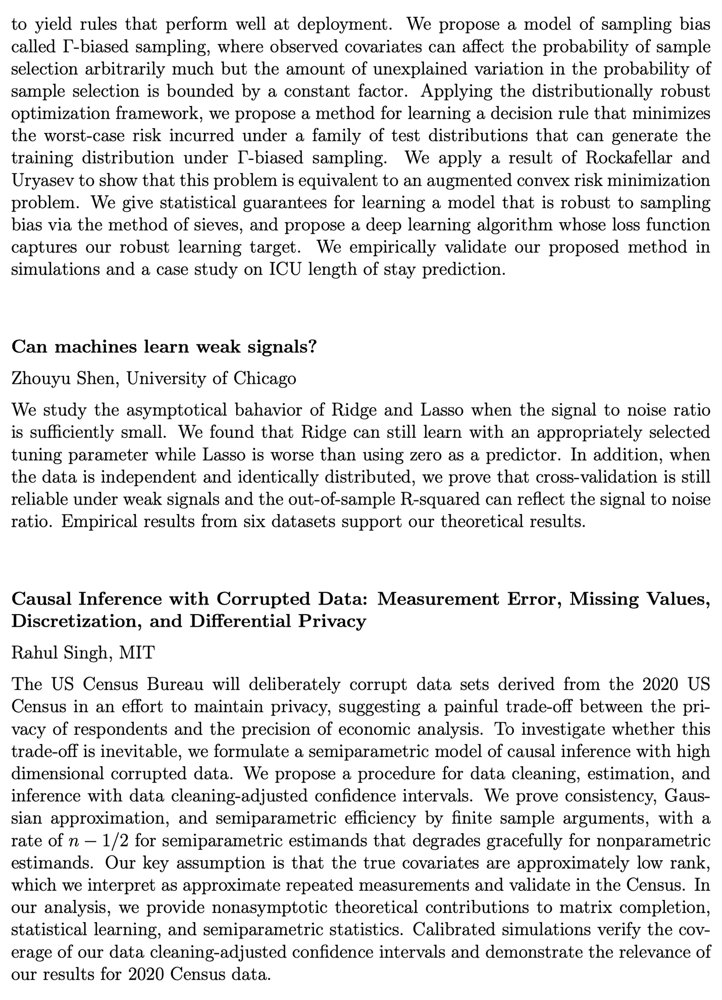 to yield rules that perform well at deployment. We propose a model of sampling bias
called Γ-biased sampling, where observed covariates can affect the probability of sample
selection arbitrarily much but the amount of unexplained variation in the probability of
sample selection is bounded by a constant factor. Applying the distributionally robust
optimization framework, we propose a method for learning a decision rule that minimizes
the worst-case risk incurred under a family of test distributions that can generate the
training distribution under Γ-biased sampling. We apply a result of Rockafellar and
Uryasev to show that this problem is equivalent to an augmented convex risk minimization
problem. We give statistical guarantees for learning a model that is robust to sampling
bias via the method of sieves, and propose a deep learning algorithm whose loss function
captures our robust learning target. We empirically validate our proposed method in
simulations and a case study on ICU length of stay prediction.
Can machines learn weak signals?
Zhouyu Shen, University of Chicago
We study the asymptotical bahavior of Ridge and Lasso when the signal to noise ratio
is sufficiently small. We found that Ridge can still learn with an appropriately selected
tuning parameter while Lasso is worse than using zero as a predictor. In addition, when
the data is independent and identically distributed, we prove that cross-validation is still
reliable under weak signals and the out-of-sample R-squared can reflect the signal to noise
ratio. Empirical results from six datasets support our theoretical results.
Causal Inference with Corrupted Data: Measurement Error, Missing Values,
Discretization, and Differential Privacy
Rahul Singh, MIT
The US Census Bureau will deliberately corrupt data sets derived from the 2020 US
Census in an effort to maintain privacy, suggesting a painful trade-off between the pri-
vacy of respondents and the precision of economic analysis. To investigate whether this
trade-off is inevitable, we formulate a semiparametric model of causal inference with high
dimensional corrupted data. We propose a procedure for data cleaning, estimation, and
inference with data cleaning-adjusted confidence intervals. We prove consistency, Gaus-
sian approximation, and semiparametric efficiency by finite sample arguments, with a
rate of n − 1/2 for semiparametric estimands that degrades gracefully for nonparametric
estimands. Our key assumption is that the true covariates are approximately low rank,
which we interpret as approximate repeated measurements and validate in the Census. In
our analysis, we provide nonasymptotic theoretical contributions to matrix completion,
statistical learning, and semiparametric statistics. Calibrated simulations verify the cov-
erage of our data cleaning-adjusted confidence intervals and demonstrate the relevance of
our results for 2020 Census data.